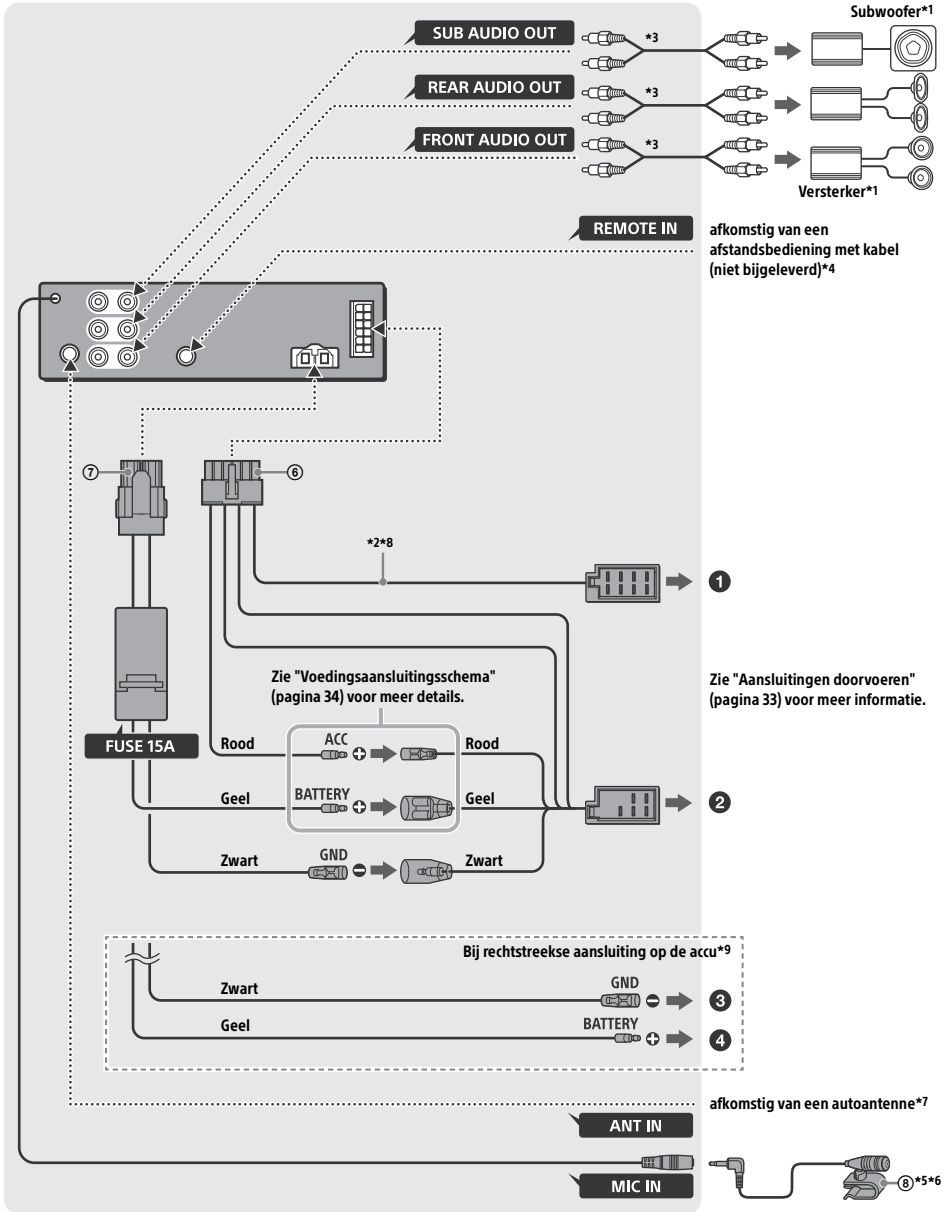 Subwoofer*1
SUB AUDIO OUT
*3
REAR AUDIO OUT
*3
FRONT AUDIO OUT
*3
Versterker*1
REMOTE IN
afkomstig van een
afstandsbediening met kabel
(niet bijgeleverd)*4
⑦
⑥
*2*8
❶
Zie "Voedingsaansluitingsschema"
(pagina 34) voor meer details.
Zie "Aansluitingen doorvoeren"
(pagina 33) voor meer informatie.
FUSE 15A
Rood
ACC
Rood
Geel
BATTERY
Geel
❷
Zwart
GND
Zwart
Bij rechtstreekse aansluiting op de accu*9
Zwart
GND
❸
Geel
BATTERY
❹
afkomstig van een autoantenne*7
ANT IN
MIC IN
⑧*5*6